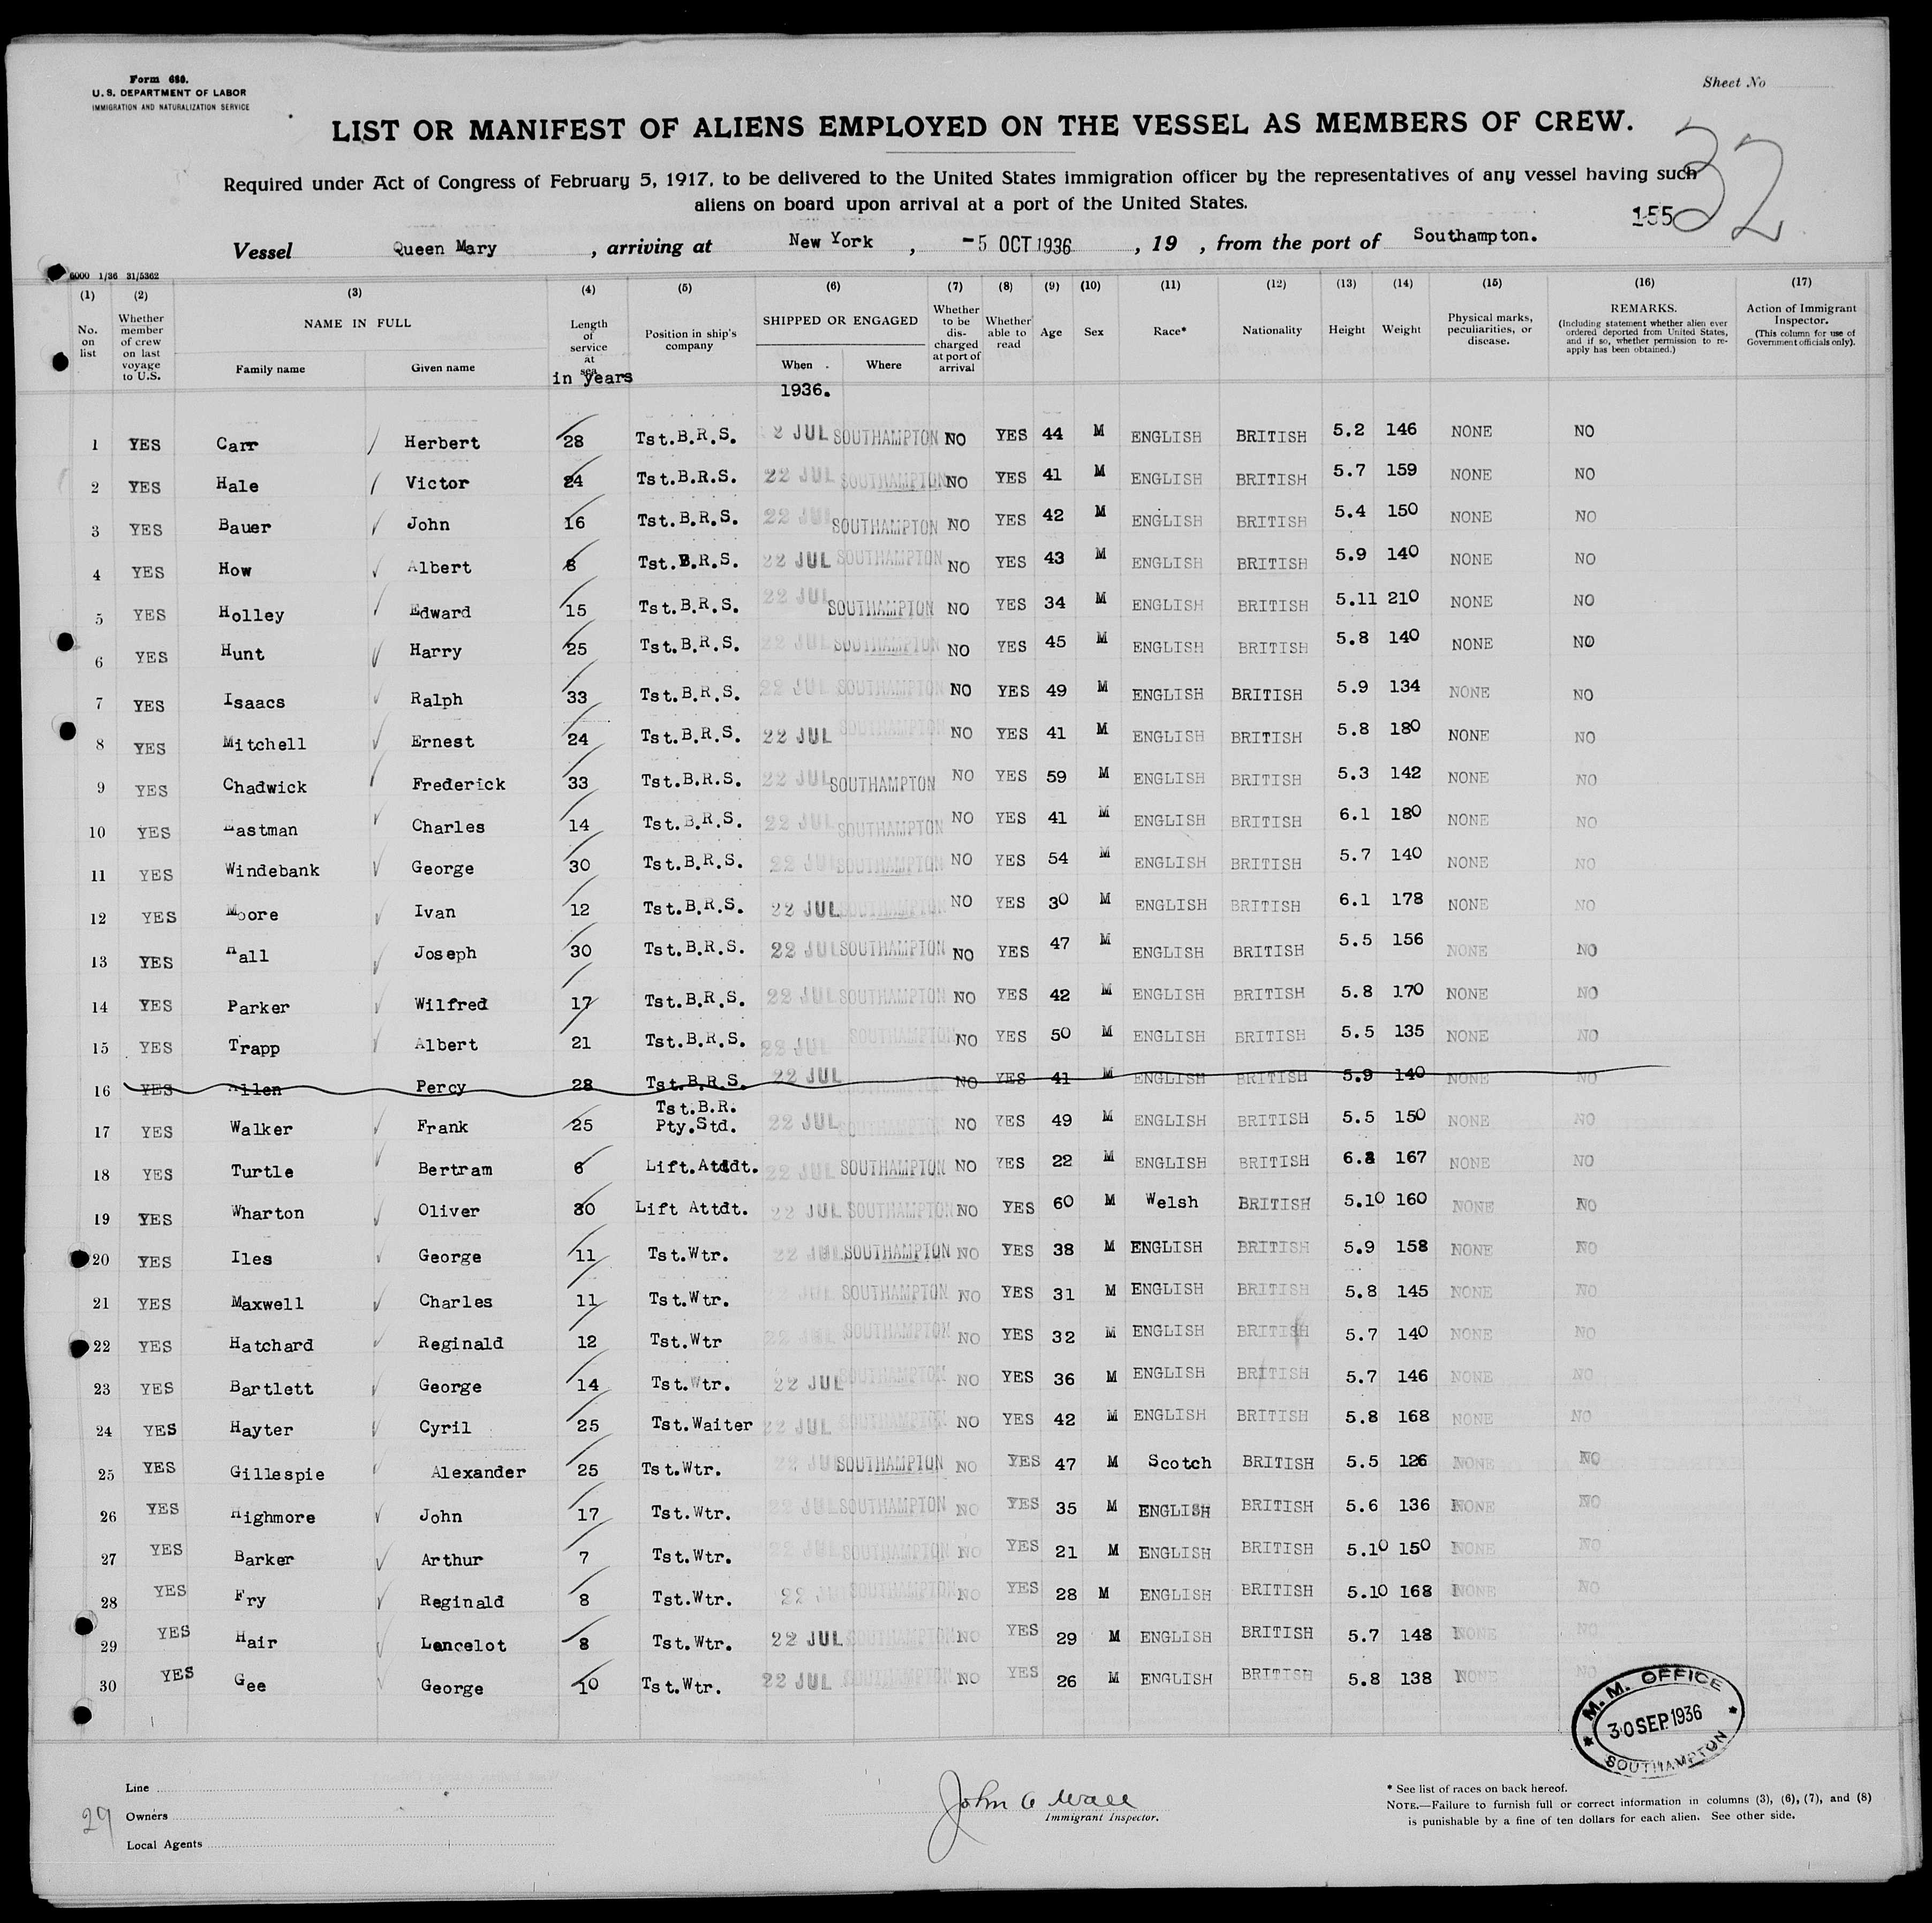 Form 680.
U. S. DEPARTMENT OF LABOR
IMMIGRATION AND NATURALIZATION SERVICE
Sheet No
LIST OR MANIFEST OF ALIENS EMPLOYED ON THE VESSEL AS MEMBERS OF CREW.
32
Required under Act of Congress of February 5, 1917, to be delivered to the United States immigration officer by the representatives of any vessel having such
aliens on board upon arrival at a port of the United States.
155
Vessel Queen Mary , arriving at New York , -5 OCT 1936 , 19 , from the port of Southampton.
6000 1/36 31/5362
(1) (2) (3) (4) (5) (6) (7) (8) (9) (10) (11) (12) (13) (14) (15) (16) (17)
No. on list
Whether member of crew on last voyage to U.S.
NAME IN FULL
Family name Given name
Length of service at sea
in years
Position in ship's company
SHIPPED OR ENGAGED
When Where
1936.
Whether to be discharged at port of arrival
Whether able to read
Age Sex Race* Nationality Height Weight
Physical marks, peculiarities, or disease.
REMARKS.
(Including statement whether alien ever ordered deported from United States, and if so, whether permission to reapply has been obtained.)
Action of Immigrant Inspector.
(This column for use of Government officials only).
1 YES Carr Herbert 28 Tst.B.R.S. 2 JUL SOUTHAMPTON NO YES 44 M ENGLISH BRITISH 5.2 146 NONE NO
2 YES Hale Victor 24 Tst.B.R.S. 22 JUL SOUTHAMPTON NO YES 41 M ENGLISH BRITISH 5.7 159 NONE NO
3 YES Bauer John 16 Tst.B.R.S. 22 JUL SOUTHAMPTON NO YES 42 M ENGLISH BRITISH 5.4 150 NONE NO
4 YES How Albert 8 Tst.B.R.S. 22 JUL SOUTHAMPTON NO YES 43 M ENGLISH BRITISH 5.9 140 NONE NO
5 YES Holley Edward 15 Tst.B.R.S. 22 JUL SOUTHAMPTON NO YES 34 M ENGLISH BRITISH 5.11 210 NONE NO
6 YES Hunt Harry 25 Tst.B.R.S. 22 JUL SOUTHAMPTON NO YES 45 M ENGLISH BRITISH 5.8 140 NONE NO
7 YES Isaacs Ralph 33 Tst.B.R.S. 22 JUL SOUTHAMPTON NO YES 49 M ENGLISH BRITISH 5.9 134 NONE NO
8 YES Mitchell Ernest 24 Tst.B.R.S. 22 JUL SOUTHAMPTON NO YES 41 M ENGLISH BRITISH 5.8 180 NONE NO
9 YES Chadwick Frederick 33 Tst.B.R.S. 22 JUL SOUTHAMPTON NO YES 59 M ENGLISH BRITISH 5.3 142 NONE NO
10 YES Eastman Charles 14 Tst.B.R.S. 22 JUL SOUTHAMPTON NO YES 41 M ENGLISH BRITISH 6.1 180 NONE NO
11 YES Windebank George 30 Tst.B.R.S. 22 JUL SOUTHAMPTON NO YES 54 M ENGLISH BRITISH 5.7 140 NONE NO
12 YES Moore Ivan 12 Tst.B.R.S. 22 JUL SOUTHAMPTON NO YES 30 M ENGLISH BRITISH 6.1 178 NONE NO
13 YES Hall Joseph 30 Tst.B.R.S. 22 JUL SOUTHAMPTON NO YES 47 M ENGLISH BRITISH 5.5 156 NONE NO
14 YES Parker Wilfred 17 Tst.B.R.S. 22 JUL SOUTHAMPTON NO YES 42 M ENGLISH BRITISH 5.8 170 NONE NO
15 YES Trapp Albert 21 Tst.B.R.S. 22 JUL SOUTHAMPTON NO YES 50 M ENGLISH BRITISH 5.5 135 NONE NO
16 YES Allen Percy 28 Tst.B.R.S. 22 JUL NO YES 41 M ENGLISH BRITISH 5.9 140 NONE NO
17 YES Walker Frank 25 Tst.B.R. Pty.Std. 22 JUL SOUTHAMPTON NO YES 49 M ENGLISH BRITISH 5.5 150 NONE NO
18 YES Turtle Bertram 6 Lift.Attdt. 22 JUL SOUTHAMPTON NO YES 22 M ENGLISH BRITISH 6. 167 NONE NO
19 YES Wharton Oliver 30 Lift Attdt. 22 JUL SOUTHAMPTON NO YES 60 M Welsh BRITISH 5.10 160 NONE NO
20 YES Iles George 11 Tst.Wtr. 22 JUL SOUTHAMPTON NO YES 38 M ENGLISH BRITISH 5.9 158 NONE NO
21 YES Maxwell Charles 11 Tst.Wtr. 22 JUL SOUTHAMPTON NO YES 31 M ENGLISH BRITISH 5.8 145 NONE NO
22 YES Hatchard Reginald 12 Tst.Wtr 22 JUL SOUTHAMPTON NO YES 32 M ENGLISH BRITISH 5.7 140 NONE NO
23 YES Bartlett George 14 Tst.Wtr. 22 JUL SOUTHAMPTON NO YES 36 M ENGLISH BRITISH 5.7 146 NONE NO
24 YES Hayter Cyril 25 Tst.Waiter 22 JUL SOUTHAMPTON NO YES 42 M ENGLISH BRITISH 5.8 168 NONE NO
25 YES Gillespie Alexander 25 Tst.Wtr. 22 JUL SOUTHAMPTON NO YES 47 M Scotch BRITISH 5.5 126 NONE NO
26 YES Highmore John 17 Tst.Wtr. 22 JUL SOUTHAMPTON NO YES 35 M ENGLISH BRITISH 5.6 136 NONE NO
27 YES Barker Arthur 7 Tst.Wtr. 22 JUL SOUTHAMPTON NO YES 21 M ENGLISH BRITISH 5.10 150 NONE NO
28 YES Fry Reginald 8 Tst.Wtr. 22 JUL SOUTHAMPTON NO YES 28 M ENGLISH BRITISH 5.10 168 NONE NO
29 YES Hair Lancelot 8 Tst.Wtr. 22 JUL SOUTHAMPTON NO YES 29 M ENGLISH BRITISH 5.7 148 NONE NO
30 YES Gee George 10 Tst.Wtr. 22 JUL SOUTHAMPTON NO YES 26 M ENGLISH BRITISH 5.8 138 NONE NO
M. M. OFFICE
30 SEP 1936
SOUTHAMPTON
Line
Owners
Local Agents
29
John
Immigrant Inspector.
* See list of races on back hereof.
NOTE.—Failure to furnish full or correct information in columns (3), (6), (7), and (8)
is punishable by a fine of ten dollars for each alien. See other side.